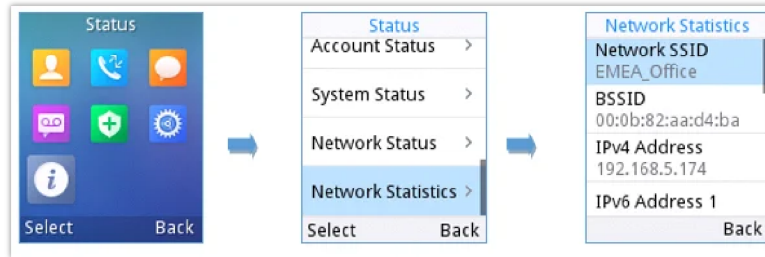 Status
Select Back
Status
Account Status
System Status
Network Status
Network Statistics
Select Back
Network Statistics
Network SSID
EMEA_Office
BSSID
00:0b:82:aa:d4:ba
IPv4 Address
192.168.5.174
IPv6 Address 1
Back